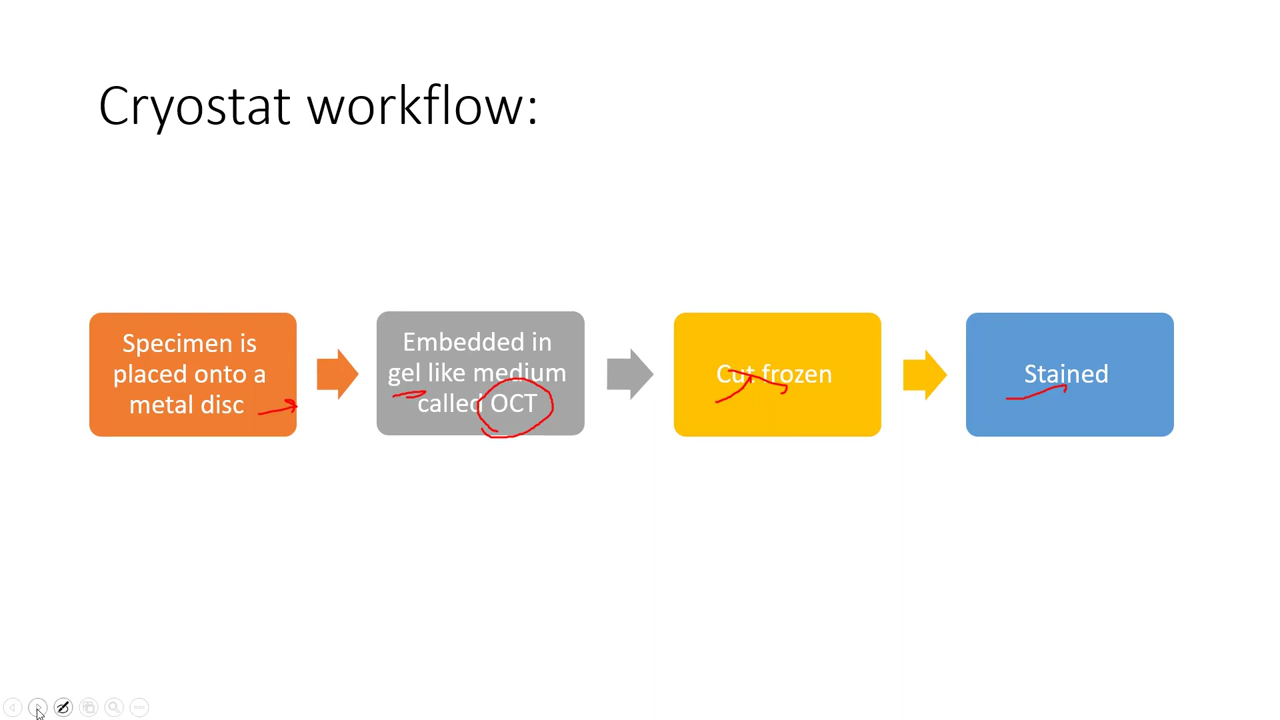 Cryostat workflow:
Specimen is
placed onto a
metal disc
Embedded in
gel like medium
called OCT
Cut frozen
Stained